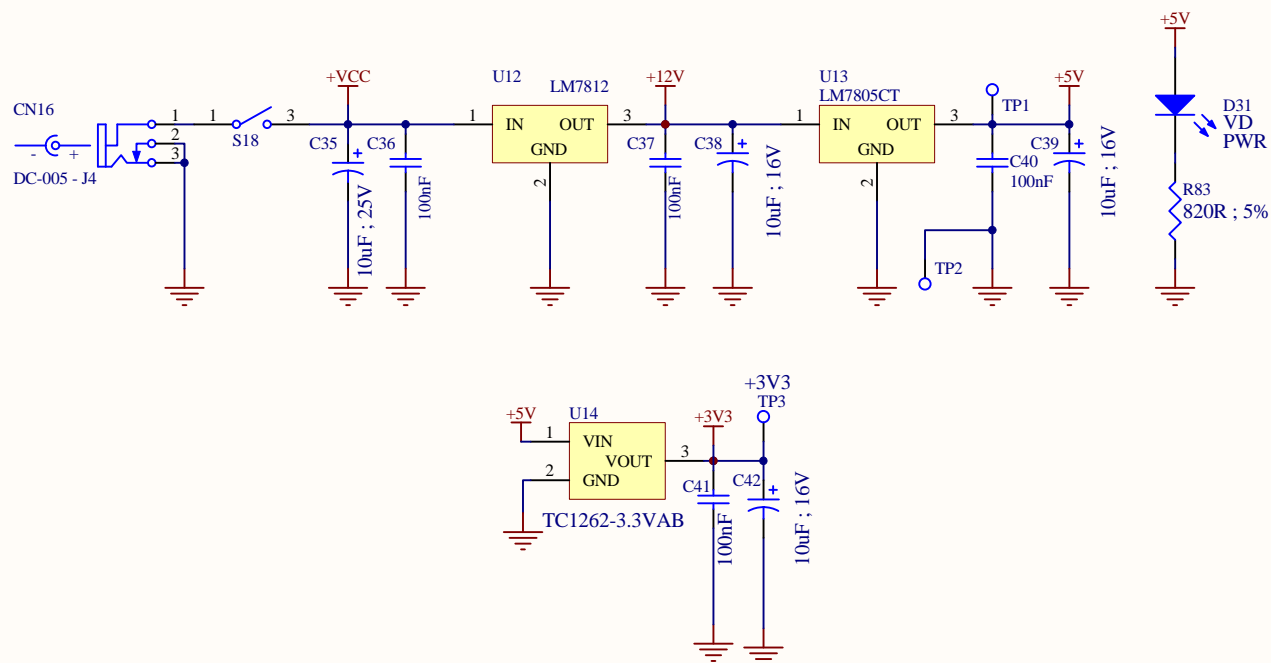 +5V
+VCC
U12
LM7812
+12V
U13
LM7805CT
TP1
+5V
CN16
1
1
3
S18
2
3
- +
DC-005 - J4
C35
C36
10uF ; 25V
100nF
1
IN
OUT
GND
3
2
C37
C38
100nF
10uF ; 16V
1
IN
OUT
GND
3
2
C40
100nF
C39
10uF ; 16V
TP2
D31
VD
PWR
R83
820R ; 5%
+5V
U14
1
VIN
VOUT
3
2
GND
TC1262-3.3VAB
+3V3
+3V3
TP3
C41
C42
100nF
10uF ; 16V